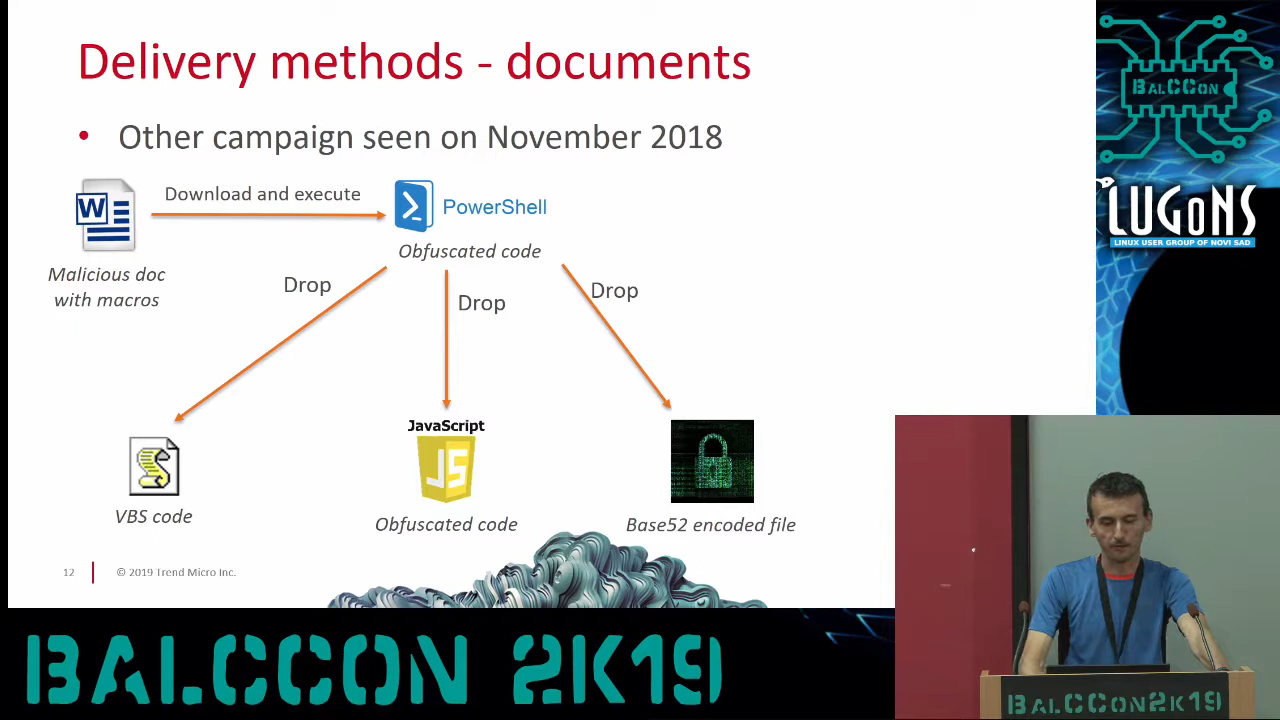 Delivery methods - documents
• Other campaign seen on November 2018
Download and execute
PowerShell
Obfuscated code
Malicious doc
with macros
Drop
Drop
Drop
JavaScript
JS
W
VBS code
Obfuscated code
Base52 encoded file
12
© 2019 Trend Micro Inc.
BALCCON
LUGONS
LINUX USER GROUP OF NOVI SAD
BALCCON 2K19
BALCCON2K19